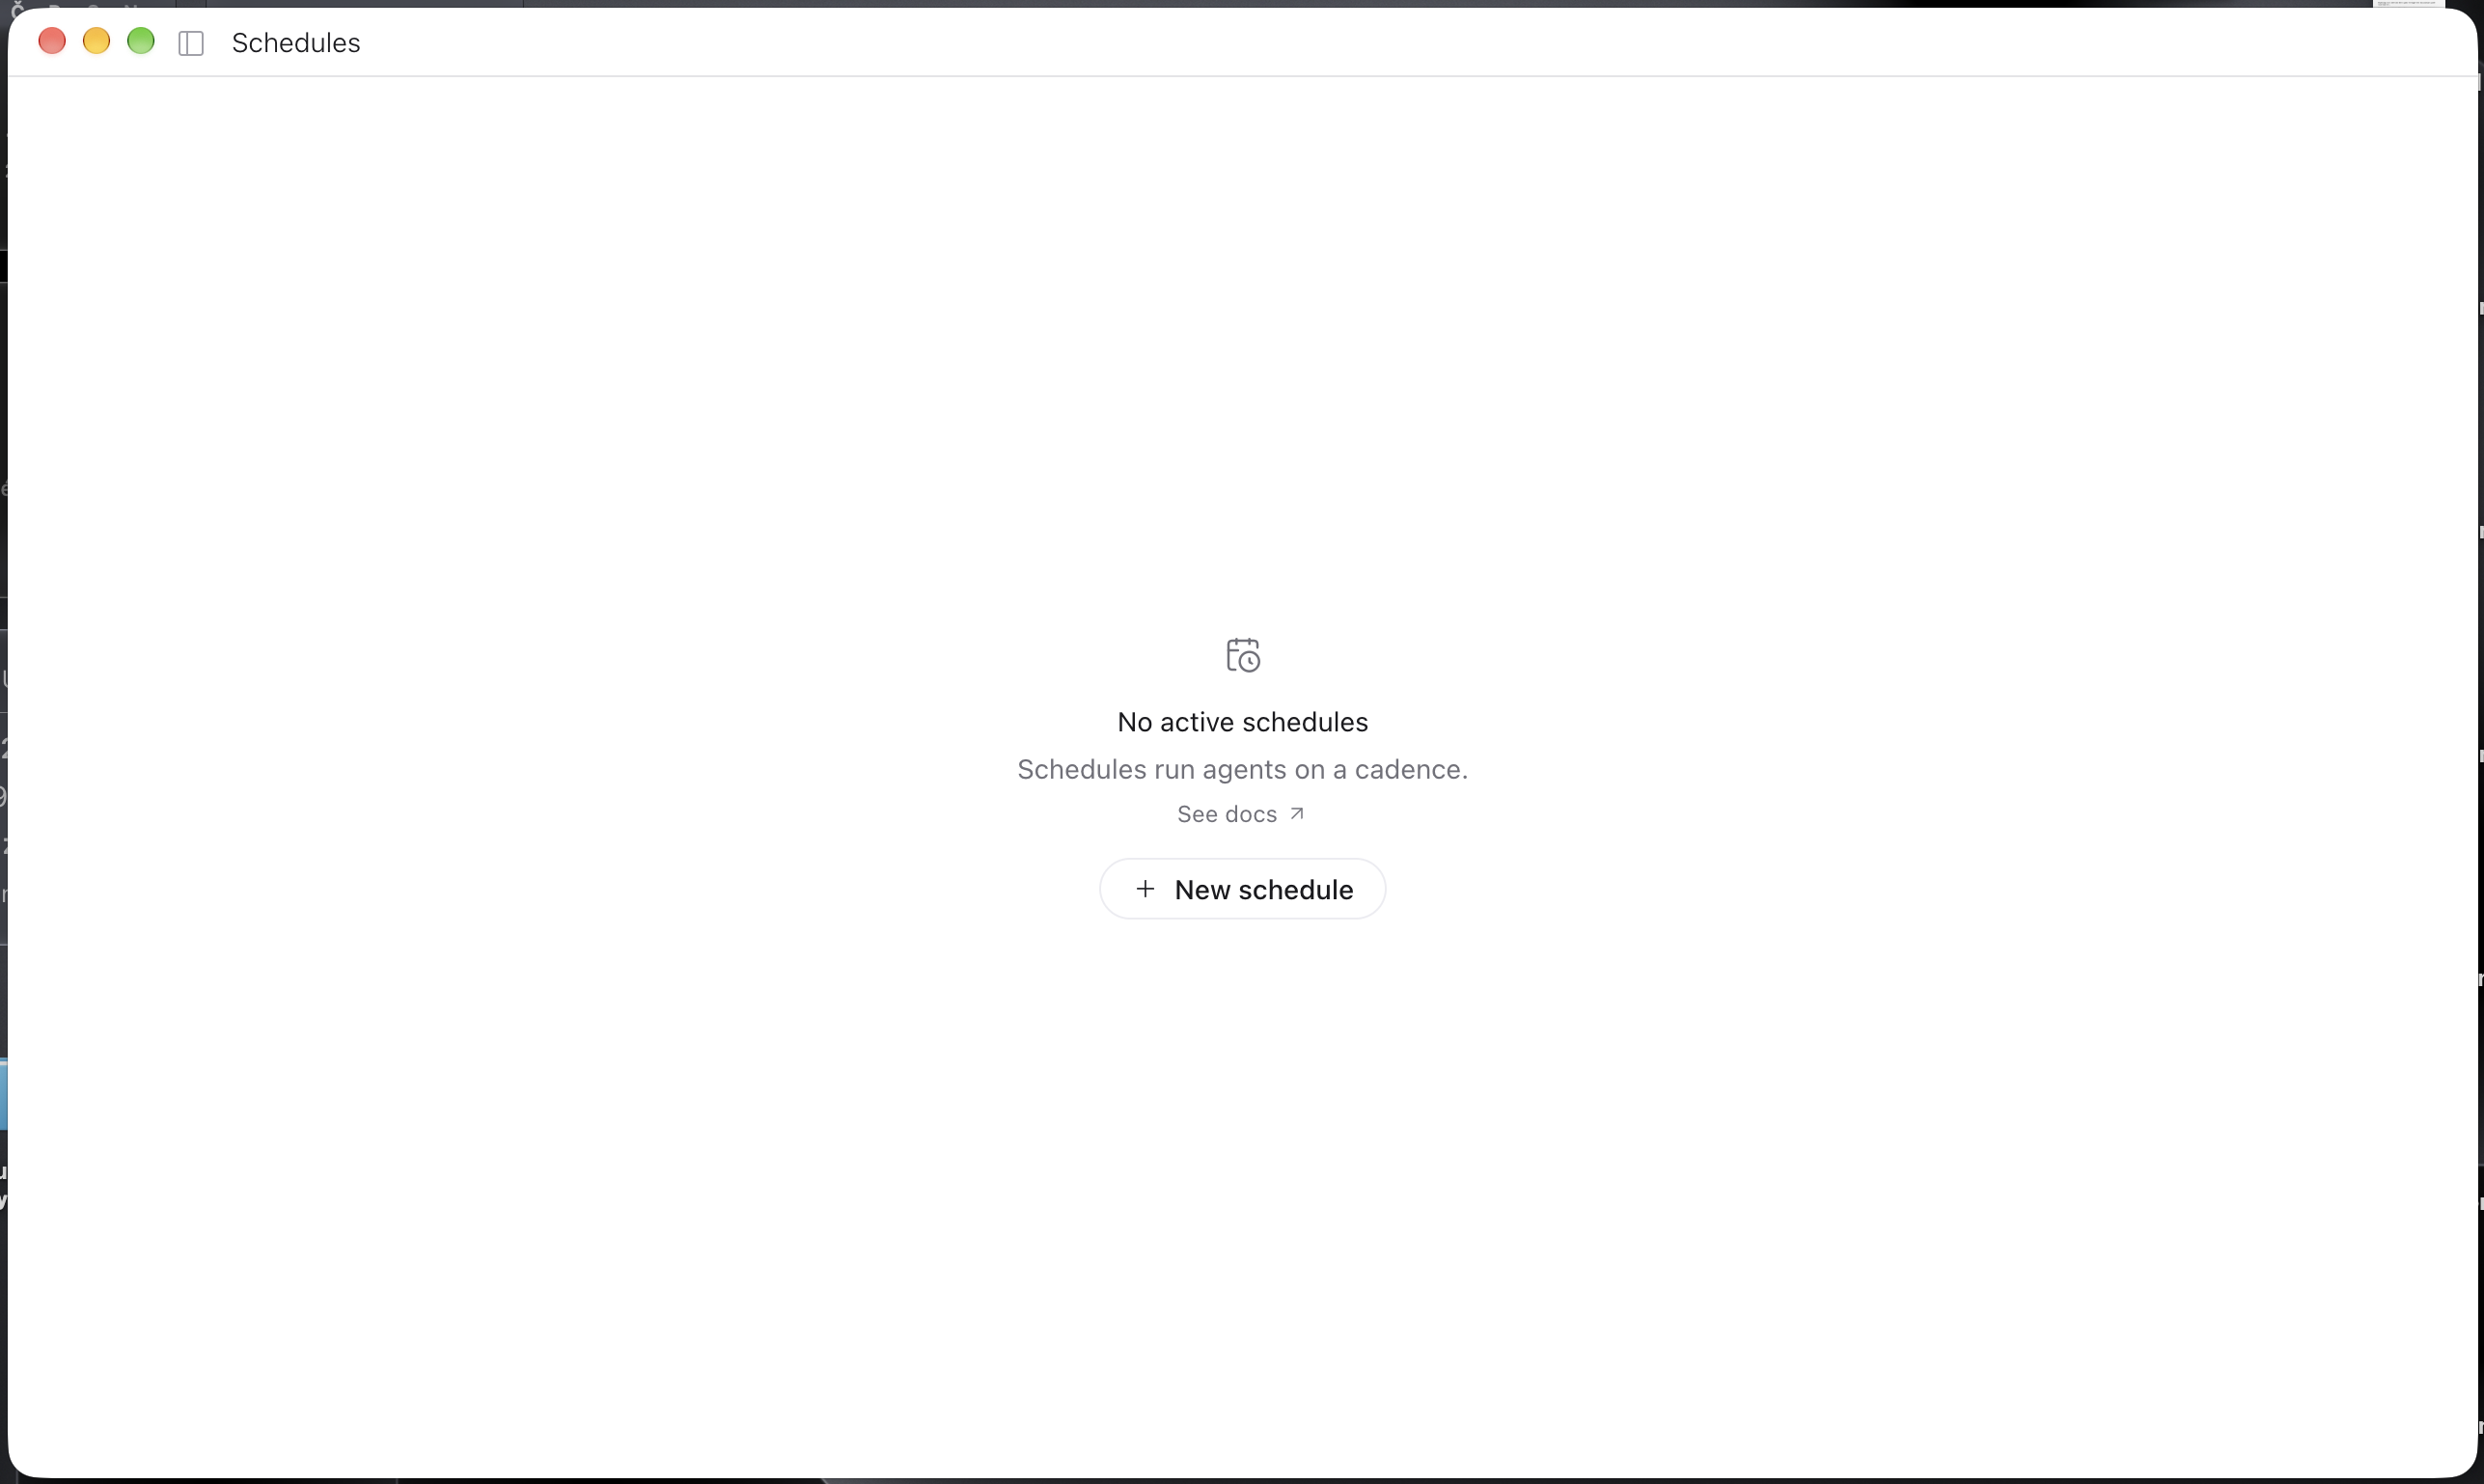 Schedules
No active schedules
Schedules run agents on a cadence.
See docs
New schedule